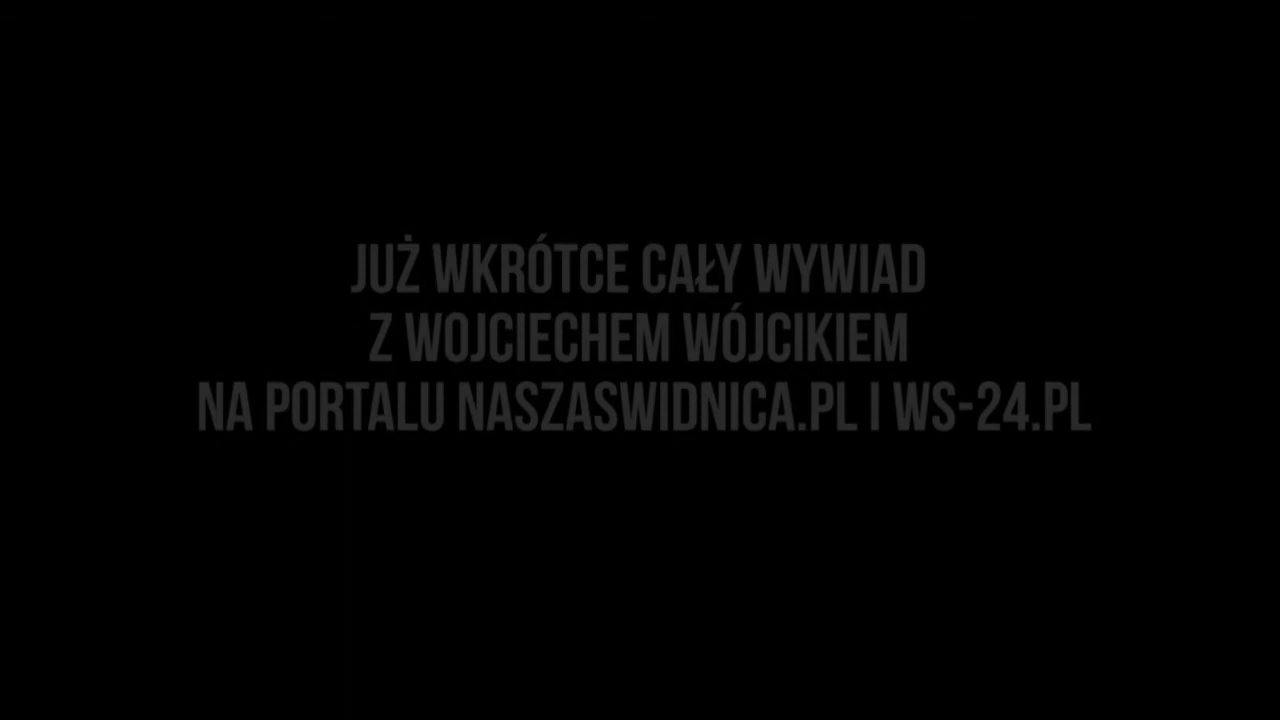 JUŻ WKRÓTCE CAŁY WYWIAD
Z WOJCIECHEM WÓJCIKIEM
NA PORTALU NASZASWIDNICA.PL I WS-24.PL